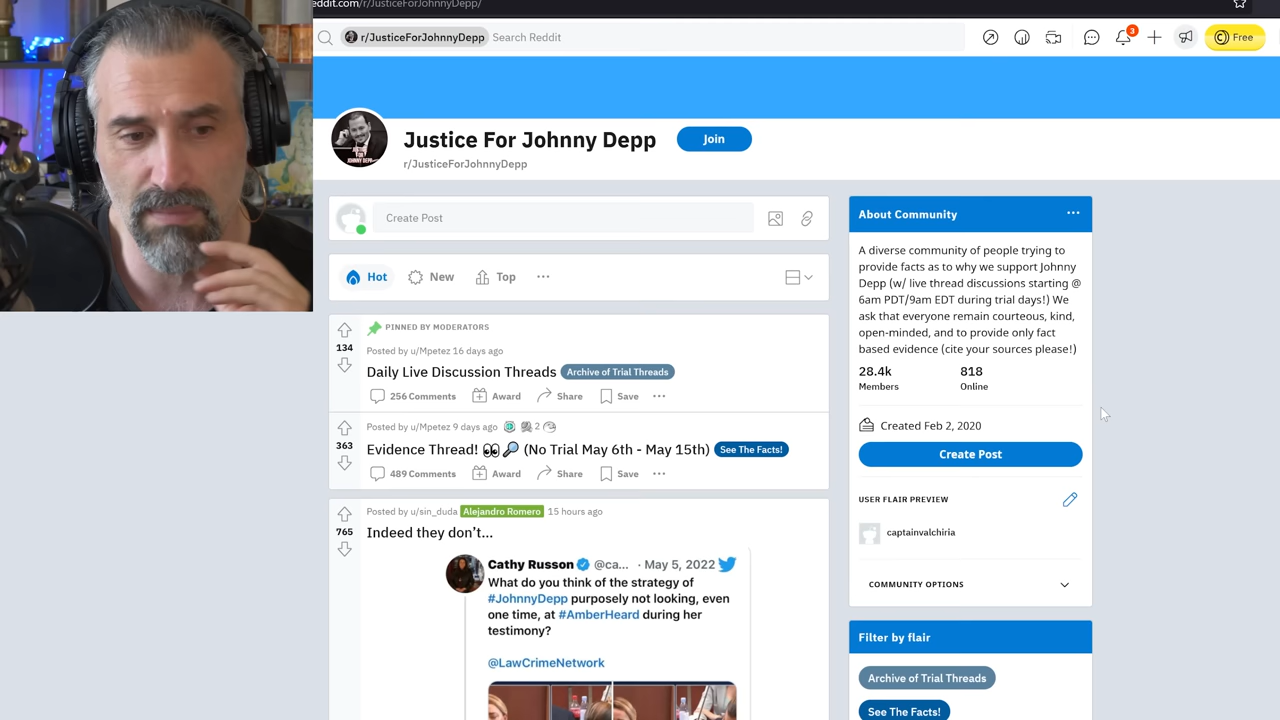 eddit.com/r/JusticeForJohnnyDepp/
r/JusticeForJohnnyDepp Search Reddit
3
Free
Justice For Johnny Depp
Join
r/JusticeForJohnnyDepp
Create Post
Hot New Top
PINNED BY MODERATORS
134
Posted by u/Mpetez 16 days ago
Daily Live Discussion Threads Archive of Trial Threads
256 Comments Award Share Save
363
Posted by u/Mpetez 9 days ago 2
Evidence Thread! 👀 🔎 (No Trial May 6th - May 15th) See The Facts!
489 Comments Award Share Save
765
Posted by u/sin_duda Alejandro Romero 15 hours ago
Indeed they don’t...
Cathy Russon @ca... · May 5, 2022
What do you think of the strategy of
#JohnnyDepp purposely not looking, even
one time, at #AmberHeard during her
testimony?
@LawCrimeNetwork
About Community
A diverse community of people trying to
provide facts as to why we support Johnny
Depp (w/ live thread discussions starting @
6am PDT/9am EDT during trial days!) We
ask that everyone remain courteous, kind,
open-minded, and to provide only fact
based evidence (cite your sources please!)
28.4k 818
Members Online
Created Feb 2, 2020
Create Post
USER FLAIR PREVIEW
captainvalchiria
COMMUNITY OPTIONS
Filter by flair
Archive of Trial Threads
See The Facts!